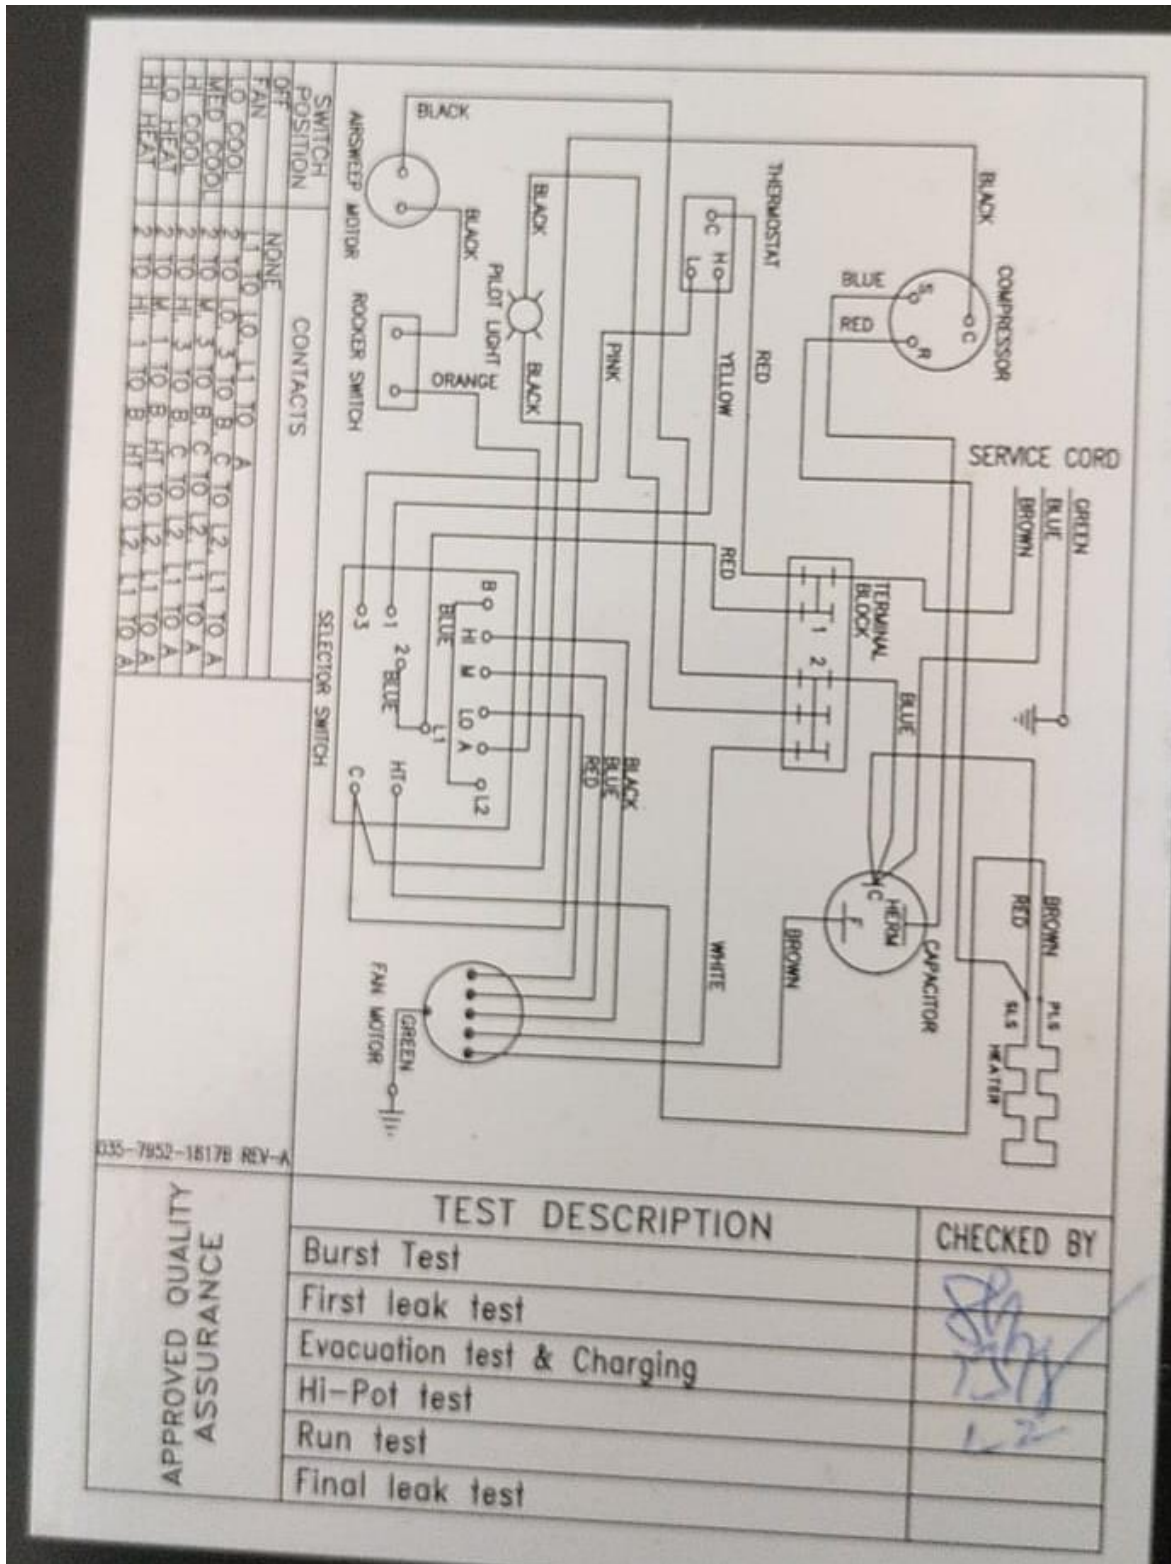 SWITCH POSITION
CONTACTS
OFF
NONE
FAN
L1 TO LO, L1 TO A
LO COOL
2 TO LO, 3 TO B, C TO L2, L1 TO A
MED COOL
2 TO M, 3 TO B, C TO L2, L1 TO A
HI COOL
2 TO HI, 3 TO B, C TO L2, L1 TO A
LO HEAT
2 TO M, 1 TO B, HT TO L2, L1 TO A
HI HEAT
2 TO HI, 1 TO B, HT TO L2, L1 TO A
AIRSWEEP MOTOR
BLACK
BLACK
ROCKER SWITCH
ORANGE
PILOT LIGHT
BLACK
BLACK
THERMOSTAT
C
H
L
PINK
YELLOW
RED
COMPRESSOR
BLACK
S
C
R
BLUE
RED
SERVICE CORD
GREEN
BLUE
BROWN
TERMINAL BLOCK
1
2
RED
BLUE
SELECTOR SWITCH
B
HI
M
LO
A
L2
BLUE
1
3
2
BLUE
L1
HT
C
BLACK
BLUE
RED
WHITE
BROWN
CAPACITOR
C
HERM
F
BROWN
RED
PLS
SLS
HEATER
FAN MOTOR
GREEN
035-7952-1817B REV-A
APPROVED QUALITY
ASSURANCE
TEST DESCRIPTION
CHECKED BY
Burst Test
First leak test
Evacuation test & Charging
Hi-Pot test
Run test
Final leak test